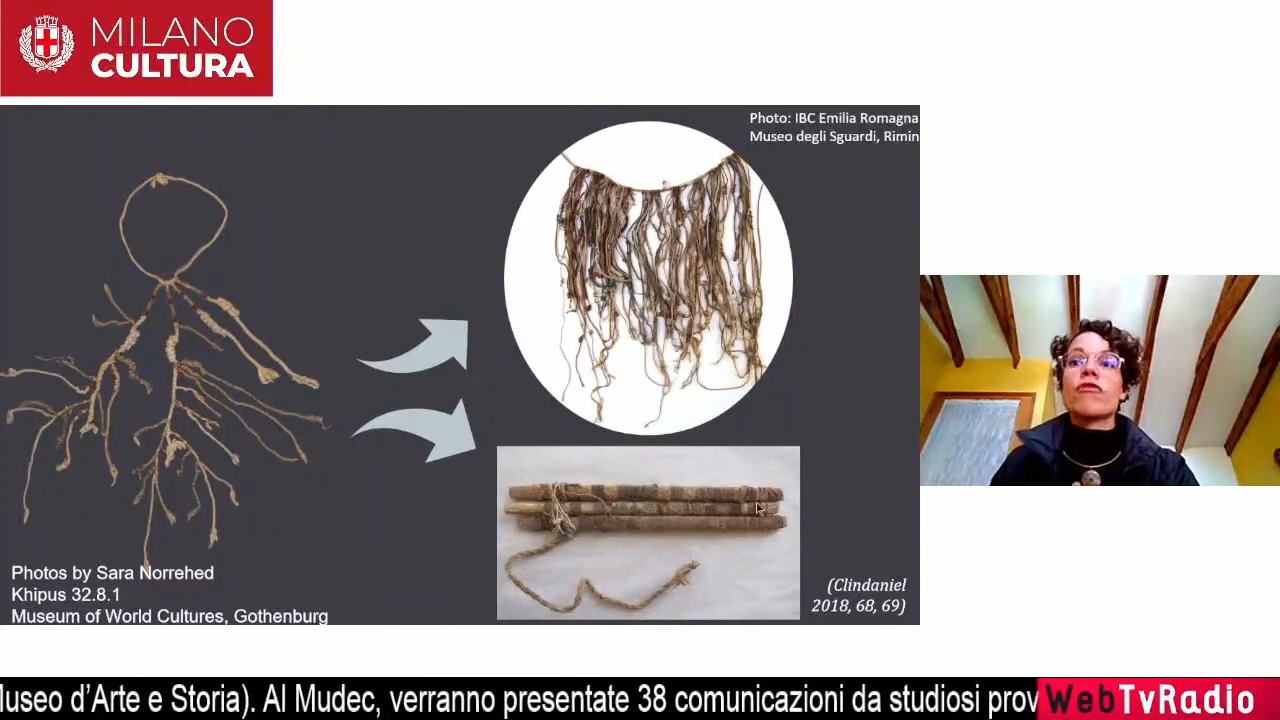 MILANO
CULTURA
Photo: IBC Emilia Romagna
Museo degli Sguardi, Rimin
Photos by Sara Norrehed
Khipus 32.8.1
Museum of World Cultures, Gothenburg
(Clindaniel
2018, 68, 69)
Museo d'Arte e Storia). Al Mudec, verranno presentate 38 comunicazioni da studiosi prov
WebTvRadio